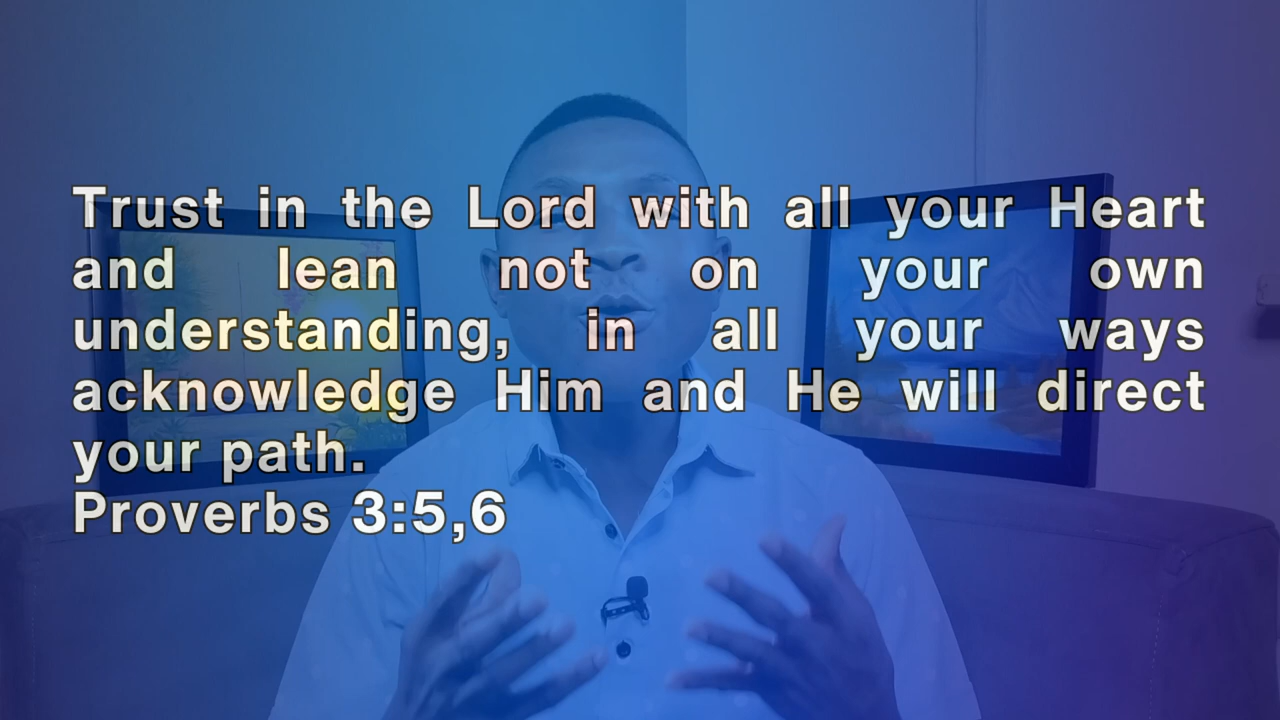 Trust in the Lord with all your Heart
and lean not on your own
understanding, in all your ways
acknowledge Him and He will direct
your path.
Proverbs 3:5,6